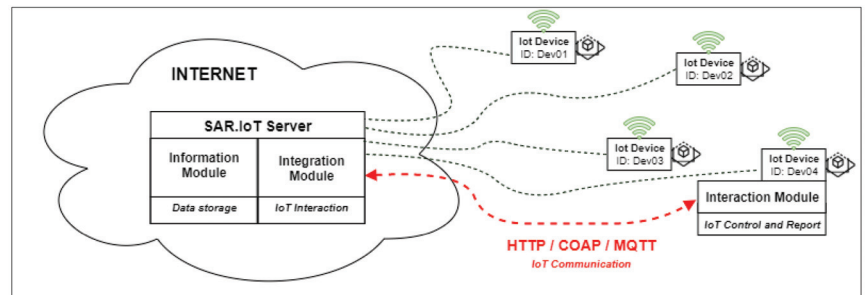 Iot Device
ID: Dev01
Iot Device
ID: Dev02
INTERNET
SAR.IoT Server
Information
Module
Integration
Module
Data storage
IoT Interaction
Iot Device
ID: Dev03
Iot Device
ID: Dev04
Interaction Module
IoT Control and Report
HTTP / COAP / MQTT
IoT Communication